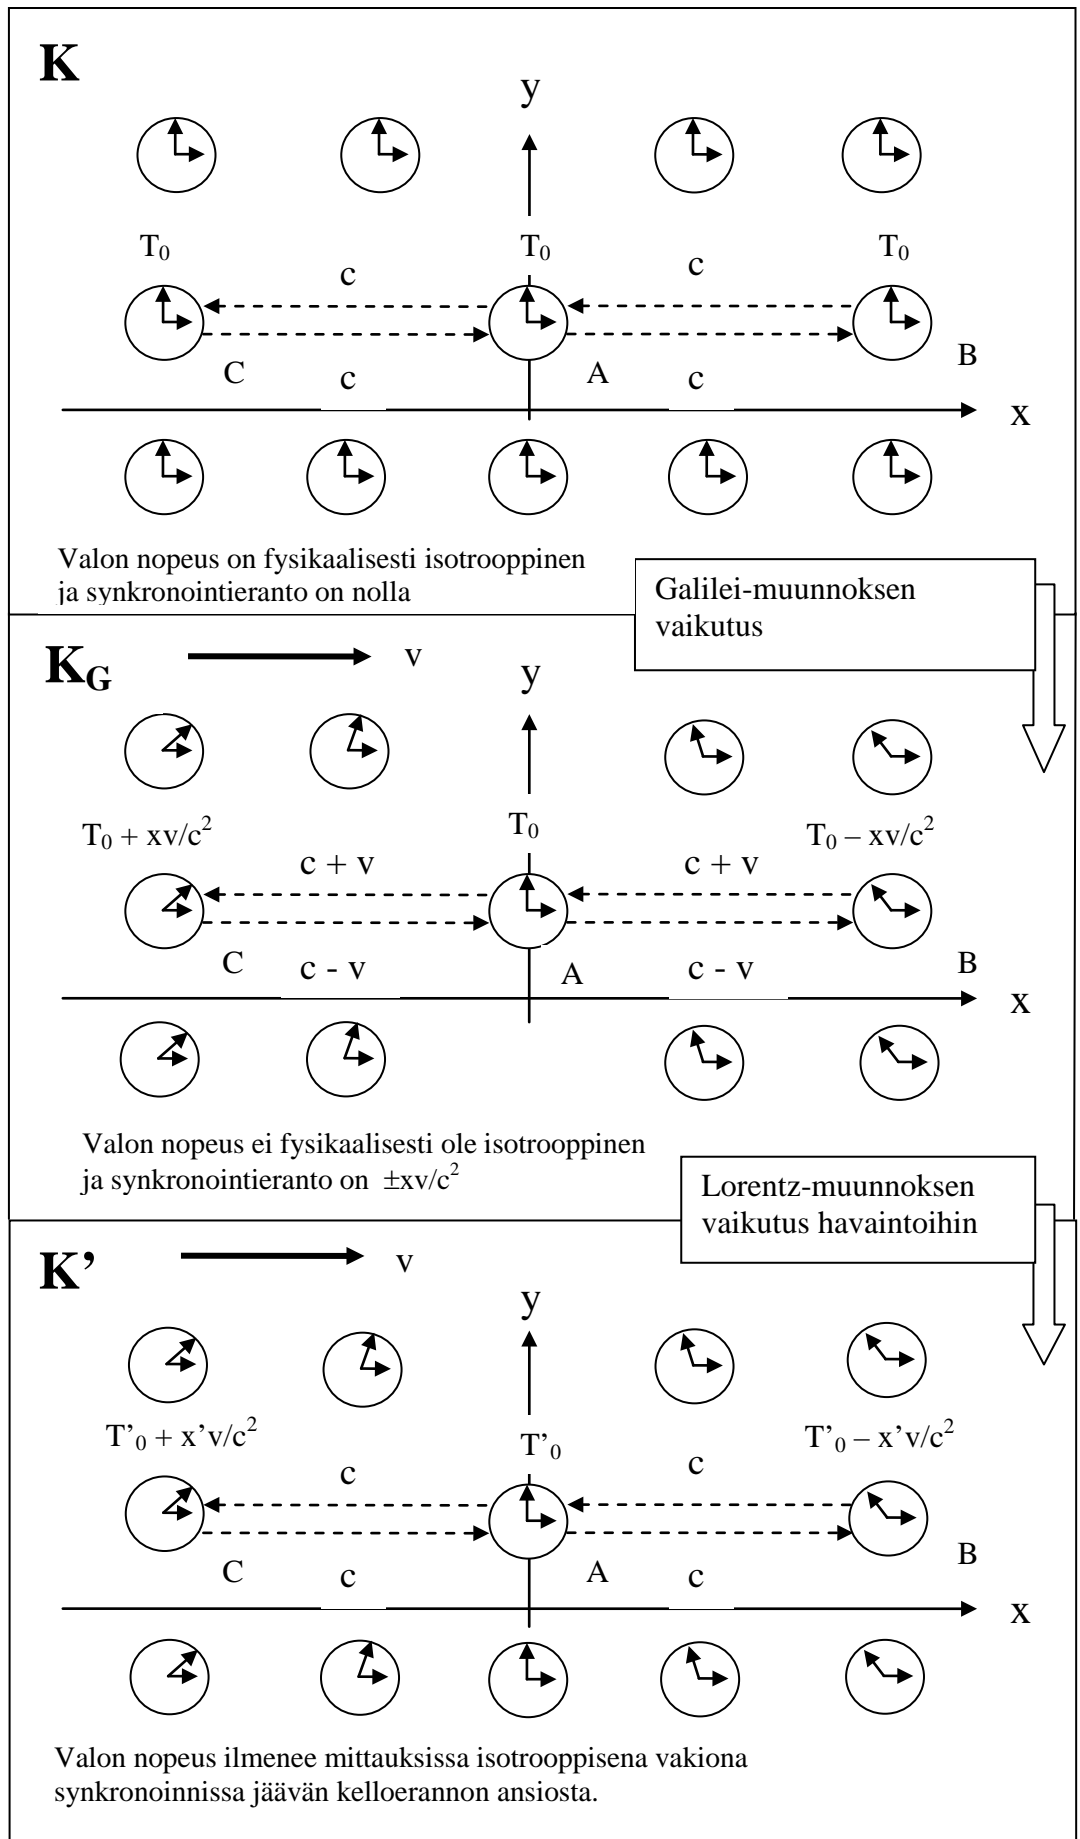 K
y
T₀ T₀ T₀
c c
C c A c B
x
Valon nopeus on fysikaalisesti isotrooppinen
ja synkronointieranto on nolla
Galilei-muunnoksen
vaikutus
K_G v
y
T₀ + xv/c² T₀ T₀ – xv/c²
c + v c + v
C c - v A c - v B
x
Valon nopeus ei fysikaalisesti ole isotrooppinen
ja synkronointieranto on ±xv/c²
Lorentz-muunnoksen
vaikutus havaintoihin
K’ v
y
T’₀ + x’v/c² T’₀ T’₀ – x’v/c²
c c
C c A c B
x
Valon nopeus ilmenee mittauksissa isotrooppisena vakiona
synkronoinnissa jäävän kelloerannon ansiosta.